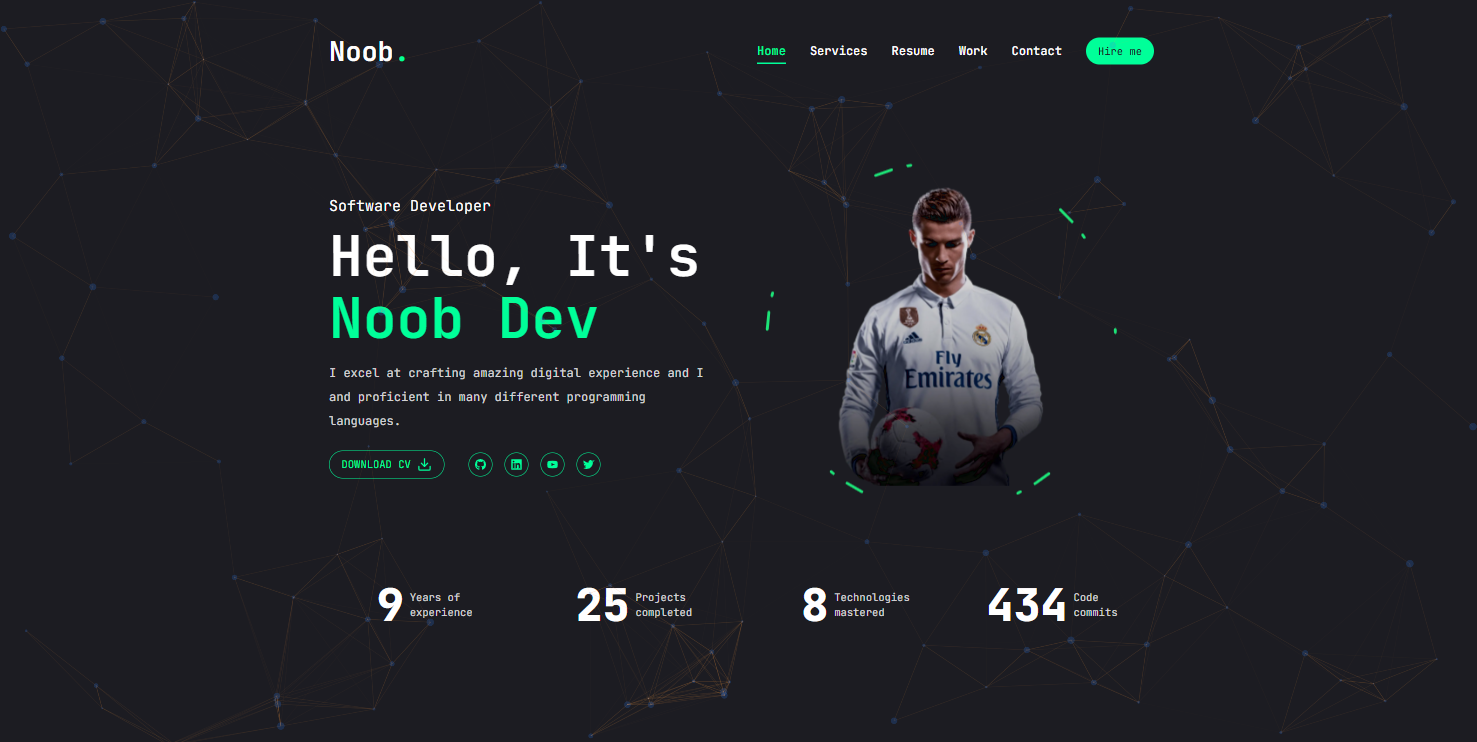 Noob.
Home Services Resume Work Contact Hire me
Software Developer
Hello, It's
Noob Dev
I excel at crafting amazing digital experience and I
and proficient in many different programming
languages.
DOWNLOAD CV
Fly
Emirates
9 Years of
experience
25 Projects
completed
8 Technologies
mastered
434 Code
commits